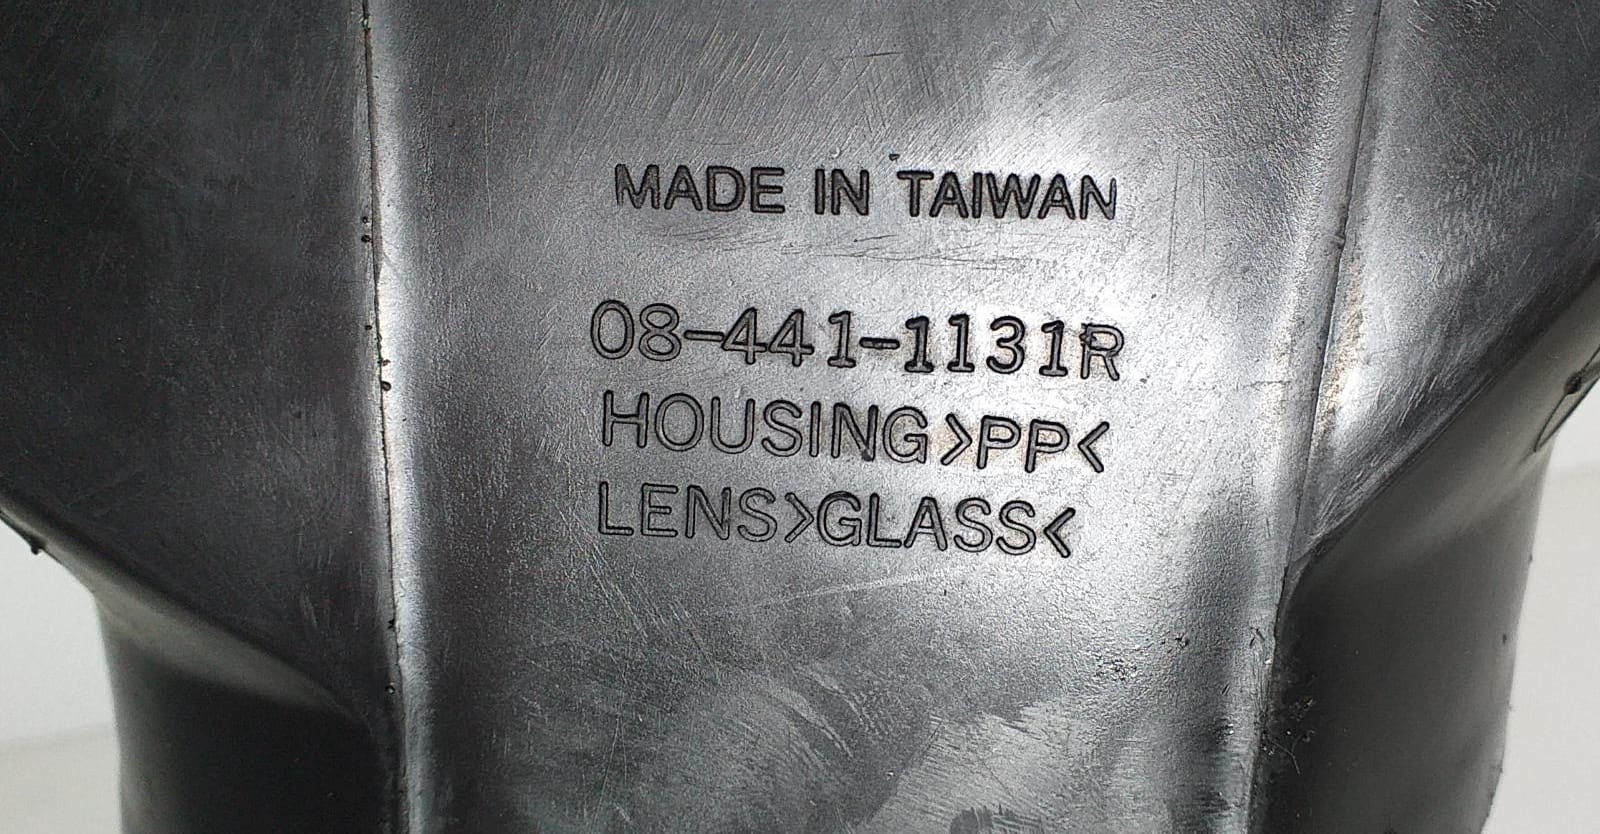 MADE IN TAIWAN
08-441-1131R
HOUSING>PP<
LENS>GLASS<